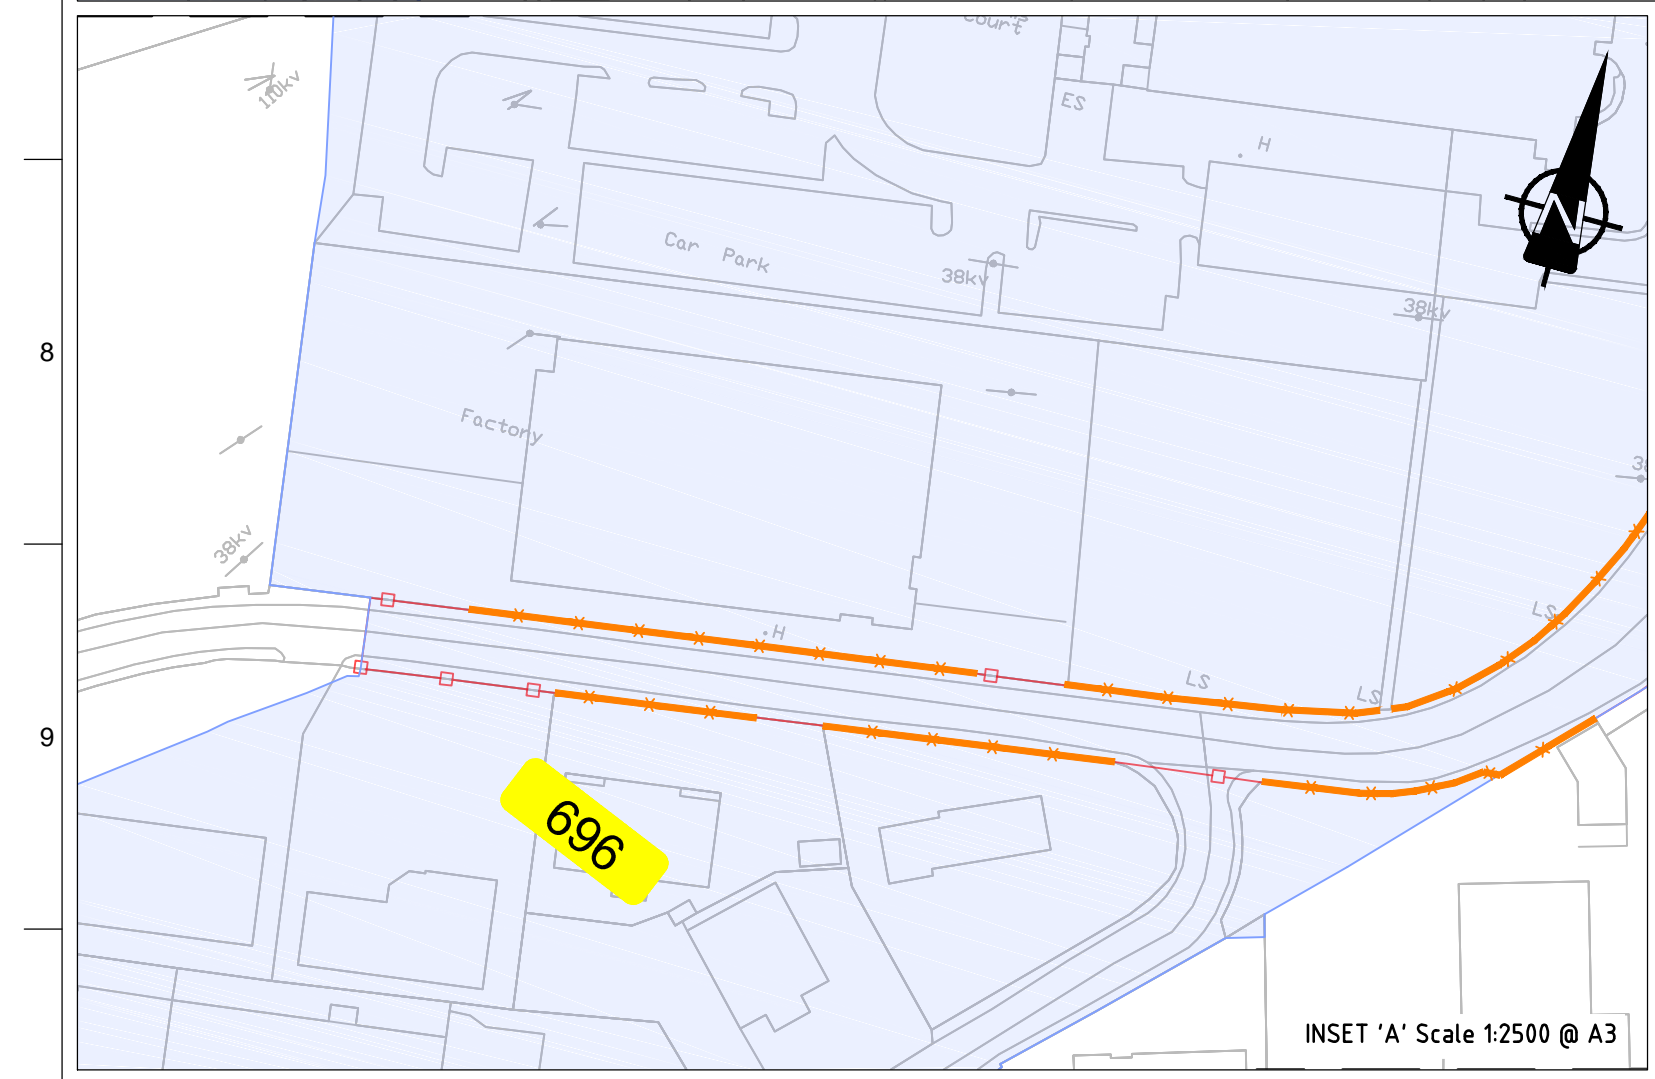 Court
110kv
ES
H
Car Park
38kv
38kv
8
Factory
38
38kv
LS
H
LS
LS
9
696
INSET 'A' Scale 1:2500 @ A3